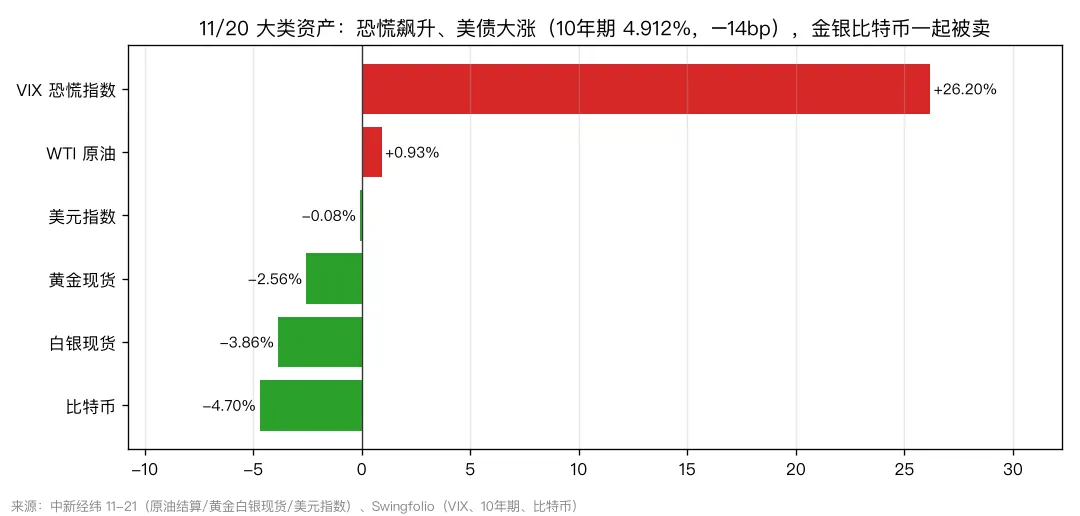 11/20 大类资产：恐慌飙升、美债大涨（10年期 4.912%，−14bp），金银比特币一起被卖
VIX 恐慌指数
+26.20%
WTI 原油
+0.93%
美元指数
−0.08%
黄金现货
−2.56%
白银现货
−3.86%
比特币
−4.70%
−10 −5 0 5 10 15 20 25 30
来源：中新经纬 11-21（原油结算/黄金白银现货/美元指数）、Swingfolio（VIX、10年期、比特币）